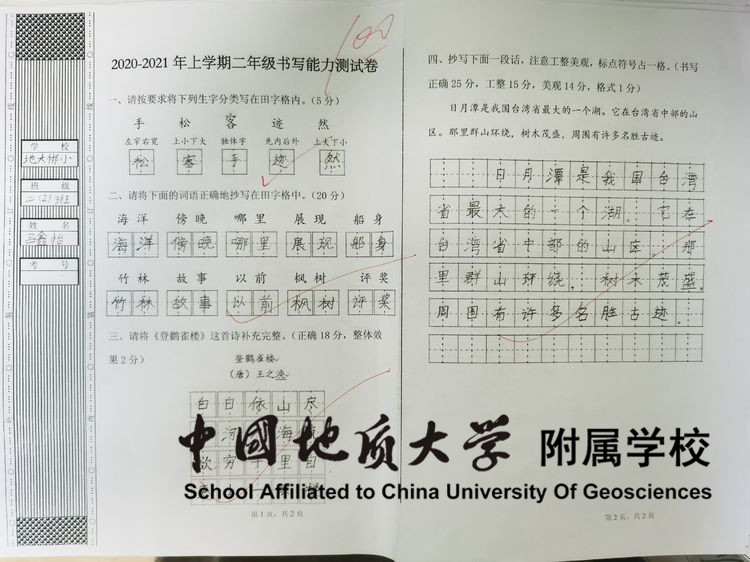 学校
地大附小
班级
二(2)班
姓名
考号
100
2020-2021年上学期二年级书写能力测试卷
一、请按要求将下列生字分类写在田字格内。（5分）
手 松 客 迹 然
左窄右宽 上小下大 独体字 先内后外 上大下小
松 客 手 迹 然
二、请将下面的词语正确地抄写在田字格中。（20分）
海洋 傍晚 哪里 展现 船身
海洋 傍晚 哪里 展现 船身
竹林 故事 以前 枫树 评奖
竹林 故事 以前 枫树 评奖
三、请将《登鹳雀楼》这首诗补充完整。（正确18分，整体效
果2分）
登鹳雀楼
（唐）王之涣
白日依山尽
河 海
欲穷千里目
第1页，共2页
四、抄写下面一段话，注意工整美观，标点符号占一格。（书写
正确25分，工整15分，美观14分，格式1分）
日月潭是我国台湾省最大的一个湖。它在台湾省中部的山
区。那里群山环绕，树木茂盛，周围有许多名胜古迹。
日月潭是我国台湾
省最大的一个湖。它在
台湾省中部的山区。那
里群山环绕，树木茂盛，
周围有许多名胜古迹。
第2页，共2页
中國地质大学 附属学校
School Affiliated to China University Of Geosciences